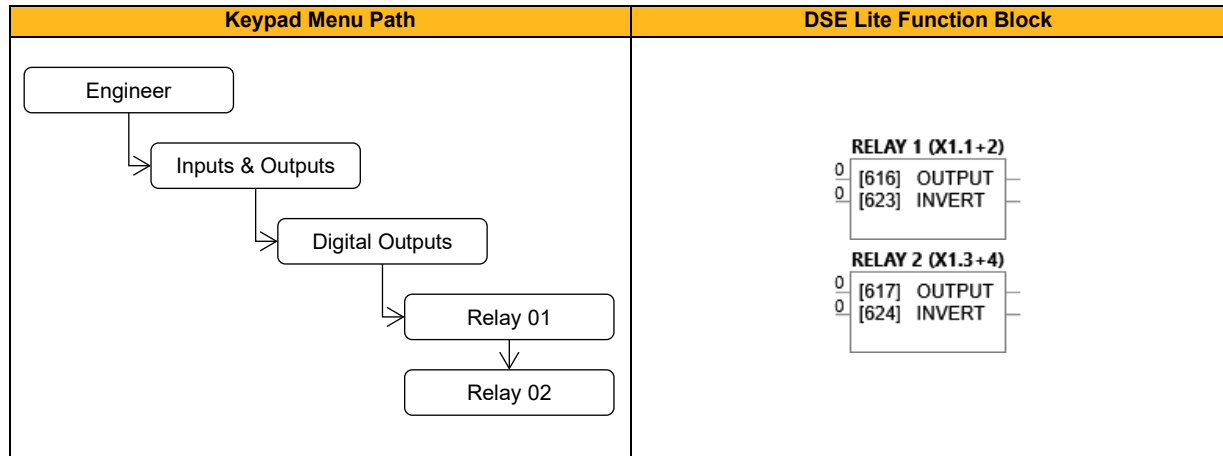 Keypad Menu Path
DSE Lite Function Block
Engineer
Inputs & Outputs
Digital Outputs
Relay 01
Relay 02
RELAY 1 (X1.1+2)
0 [616] OUTPUT
0 [623] INVERT
RELAY 2 (X1.3+4)
0 [617] OUTPUT
0 [624] INVERT